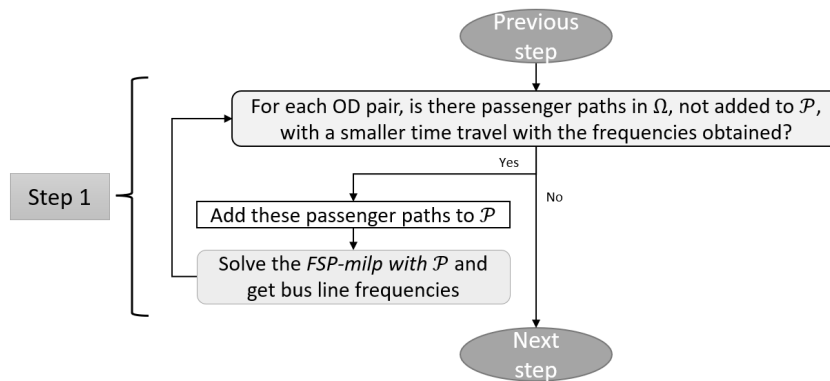 Previous
step
For each OD pair, is there passenger paths in Ω, not added to 𝒫,
with a smaller time travel with the frequencies obtained?
Yes
No
Step 1
Add these passenger paths to 𝒫
Solve the FSP-milp with 𝒫 and
get bus line frequencies
Next
step